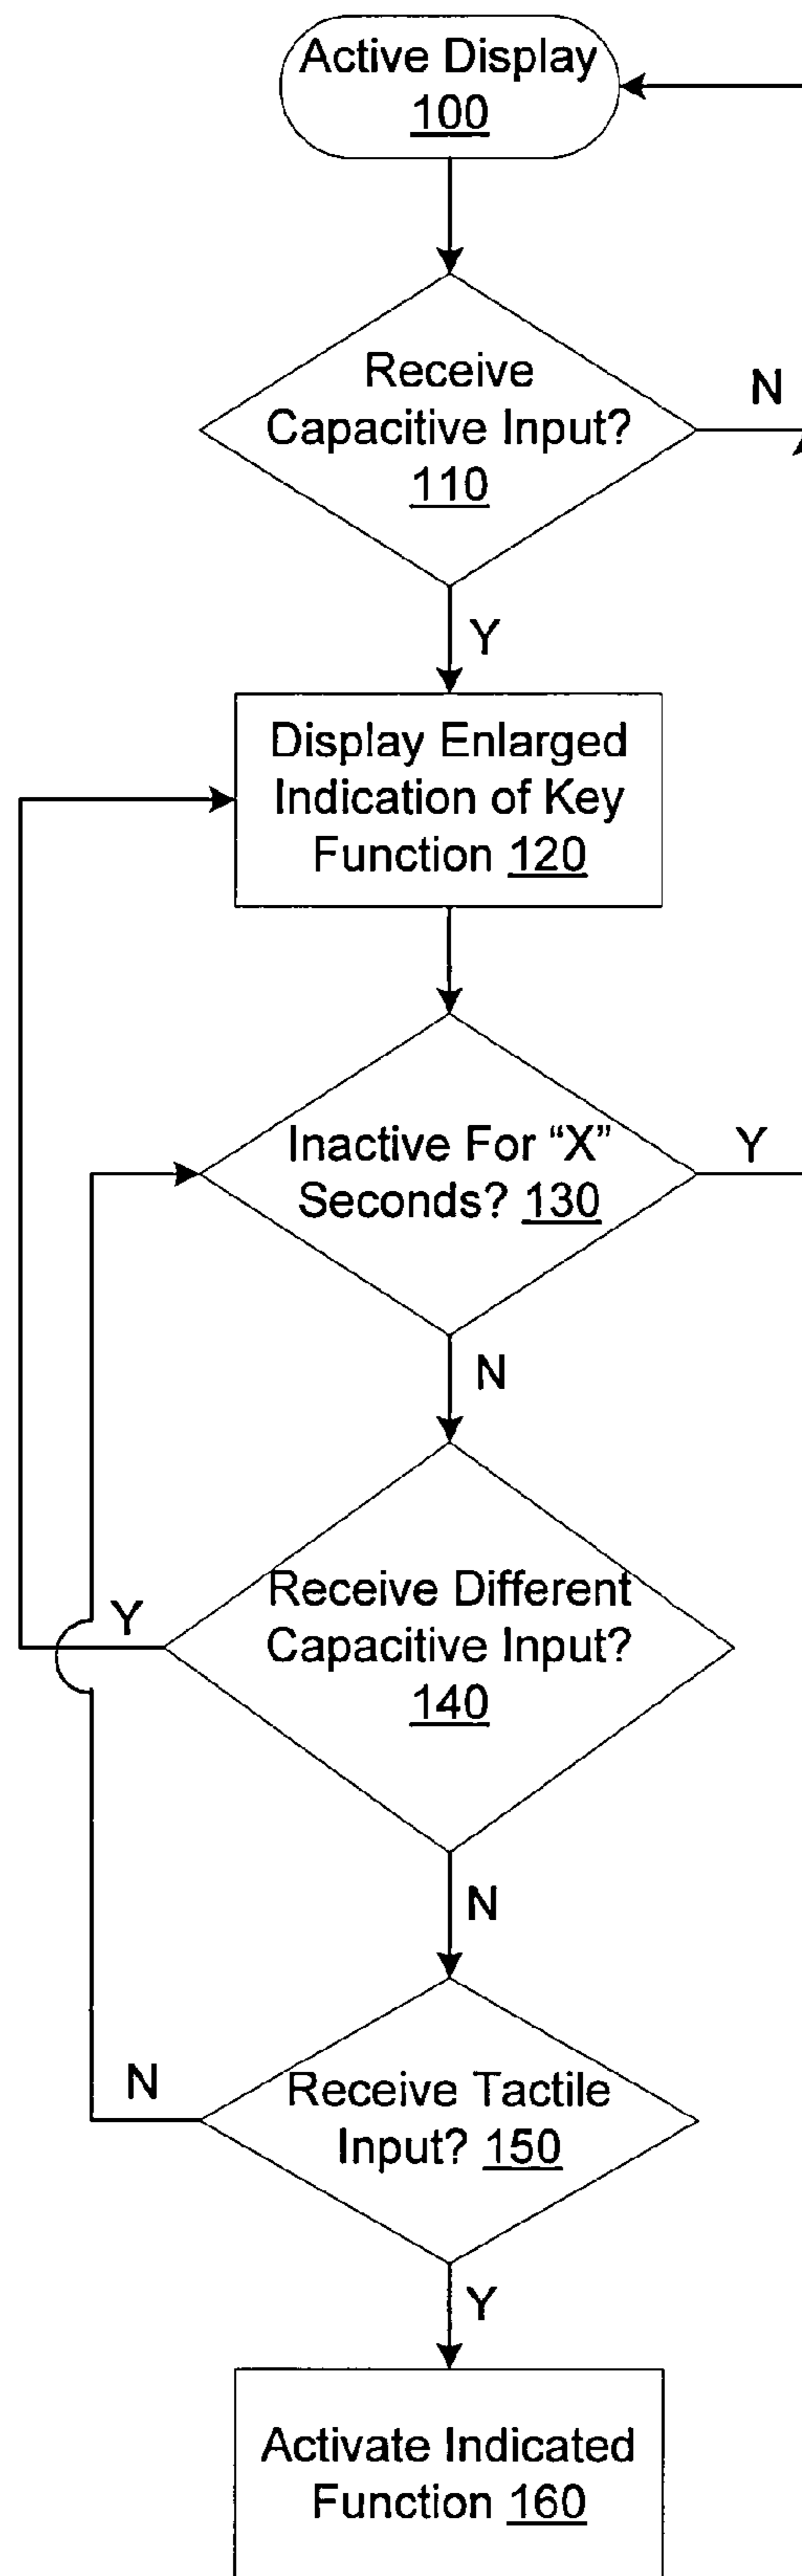 Active Display
100
Receive
Capacitive Input?
110
N
Y
Display Enlarged
Indication of Key
Function 120
Inactive For “X”
Seconds? 130
Y
N
Receive Different
Capacitive Input?
140
Y
N
Receive Tactile
Input? 150
N
Y
Activate Indicated
Function 160